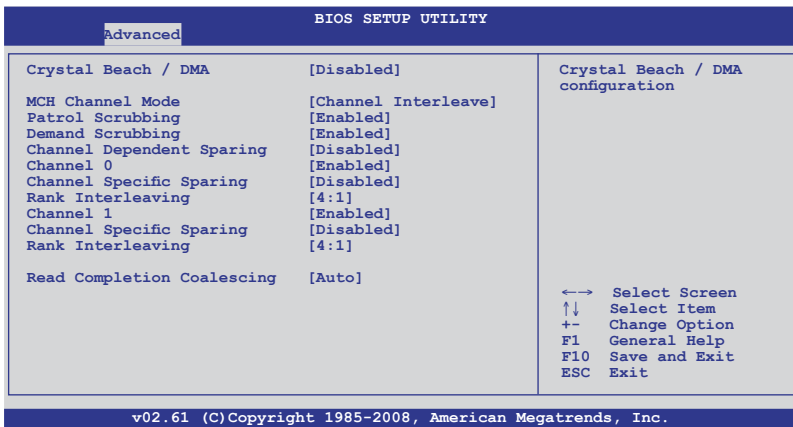 BIOS SETUP UTILITY
Advanced
Crystal Beach / DMA [Disabled]
MCH Channel Mode [Channel Interleave]
Patrol Scrubbing [Enabled]
Demand Scrubbing [Enabled]
Channel Dependent Sparing [Disabled]
Channel 0 [Enabled]
Channel Specific Sparing [Disabled]
Rank Interleaving [4:1]
Channel 1 [Enabled]
Channel Specific Sparing [Disabled]
Rank Interleaving [4:1]
Read Completion Coalescing [Auto]
Crystal Beach / DMA
configuration
←→ Select Screen
↑↓ Select Item
+- Change Option
F1 General Help
F10 Save and Exit
ESC Exit
v02.61 (C)Copyright 1985-2008, American Megatrends, Inc.